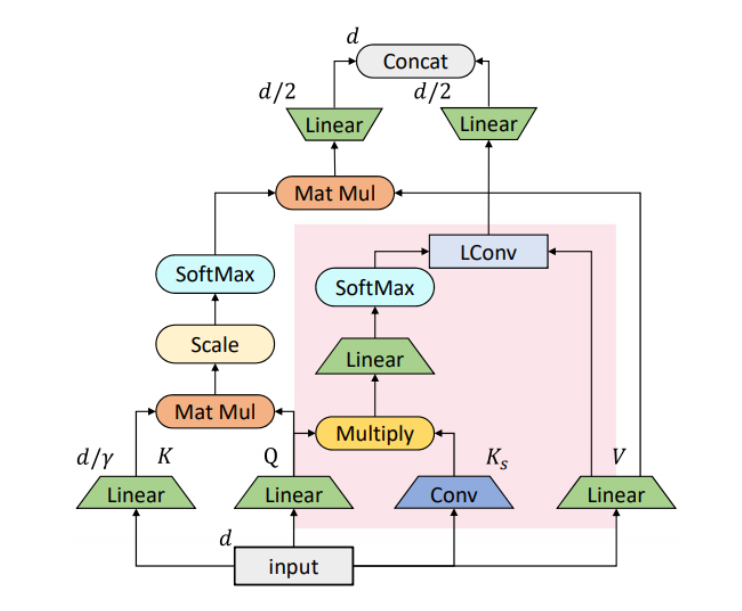 d
Concat
d/2
d/2
Linear
Linear
Mat Mul
LConv
SoftMax
SoftMax
Scale
Linear
Mat Mul
Multiply
d/γ
K
Q
K_s
V
Linear
Linear
Conv
Linear
d
input